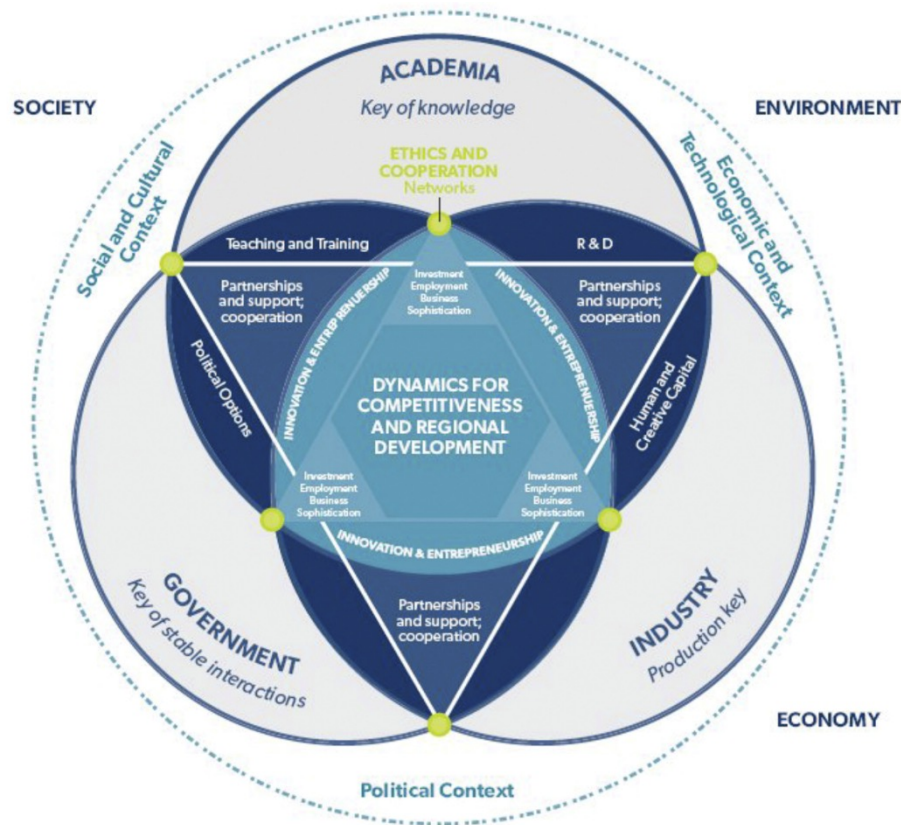 ACADEMIA
Key of knowledge
SOCIETY
ENVIRONMENT
ETHICS AND
COOPERATION
Networks
Social and Cultural
Context
Economic and
Technological Context
Teaching and Training
R & D
Partnerships
and support;
cooperation
INNOVATION & ENTREPRENUERSHIP
Investment
Employment
Business
Sophistication
INNOVATION & ENTREPRENUERSHIP
Partnerships
and support;
cooperation
Political Options
Human and
Creative Capital
DYNAMICS FOR
COMPETITIVENESS
AND REGIONAL
DEVELOPMENT
Investment
Employment
Business
Sophistication
Investment
Employment
Business
Sophistication
INNOVATION & ENTREPRENEURSHIP
Partnerships
and support;
cooperation
GOVERNMENT
Key of stable interactions
INDUSTRY
Production key
ECONOMY
Political Context